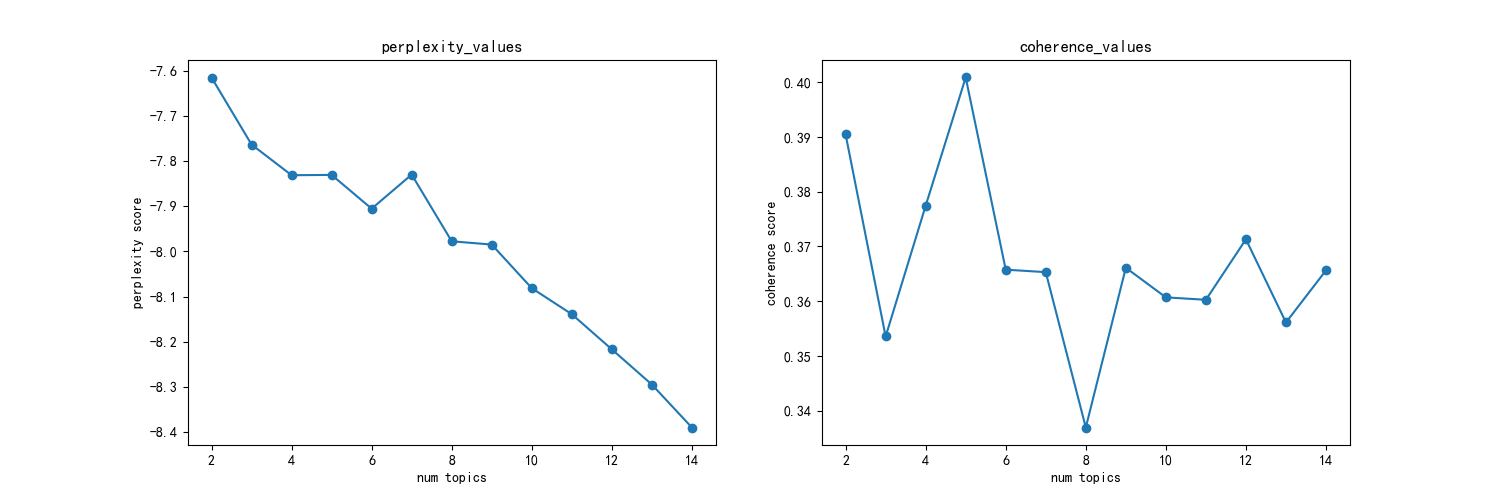 perplexity_values
-7.6
-7.7
-7.8
-7.9
-8.0
-8.1
-8.2
-8.3
-8.4
perplexity score
2 4 6 8 10 12 14
num topics
coherence_values
0.40
0.39
0.38
0.37
0.36
0.35
0.34
coherence score
2 4 6 8 10 12 14
num topics